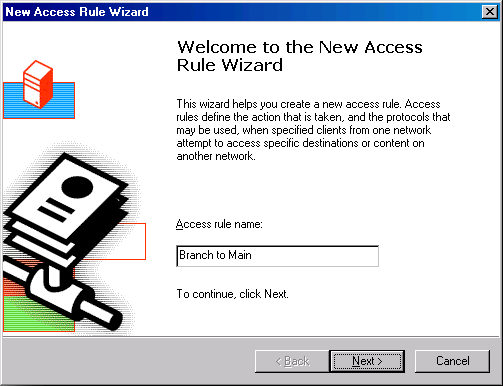 New Access Rule Wizard
Welcome to the New Access
Rule Wizard
This wizard helps you create a new access rule. Access
rules define the action that is taken, and the protocols that
may be used, when specified clients from one network
attempt to access specific destinations or content on
another network.
Access rule name:
Branch to Main
To continue, click Next.
< Back
Next >
Cancel